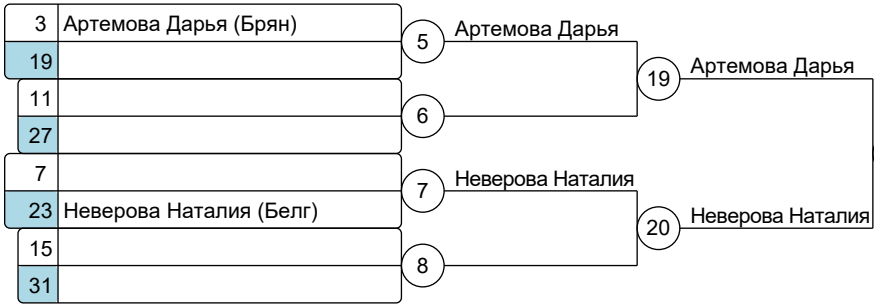 3 Артемова Дарья (Брян)
5 Артемова Дарья
19
19 Артемова Дарья
11
6
27
7
7 Неверова Наталия
23 Неверова Наталия (Белг)
20 Неверова Наталия
15
8
31